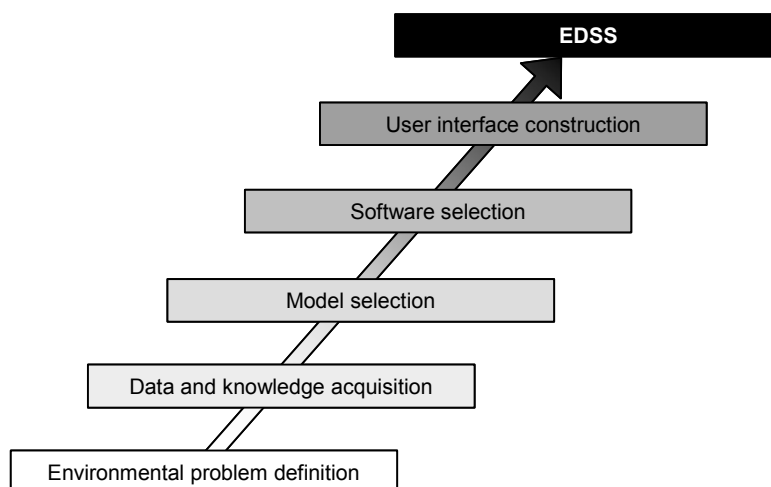 EDSS
User interface construction
Software selection
Model selection
Data and knowledge acquisition
Environmental problem definition